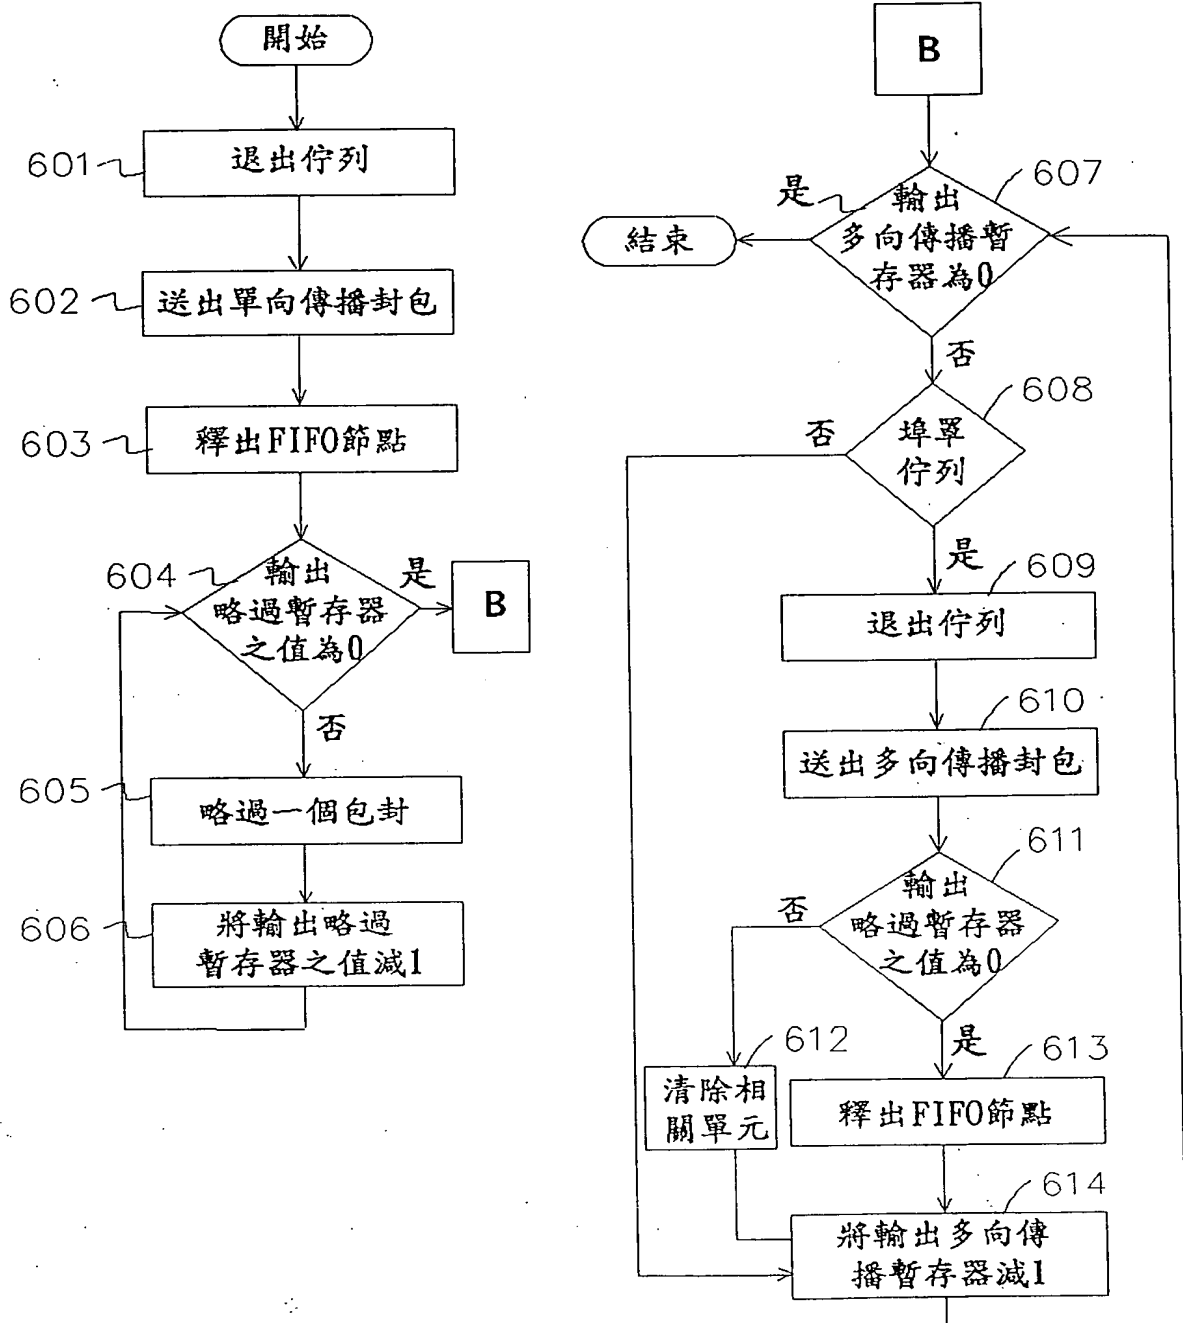 開始
601
退出佇列
602
送出單向傳播封包
603
釋出FIFO節點
604
輸出
略過暫存器
之值為0
是
B
否
605
略過一個包封
606
將輸出略過
暫存器之值減1
B
607
是
輸出
多向傳播暫
存器為0
結束
否
608
否
埠罩
佇列
是
609
退出佇列
610
送出多向傳播封包
611
否
輸出
略過暫存器
之值為0
612
是
613
清除相
關單元
釋出FIFO節點
614
將輸出多向傳
播暫存器減1